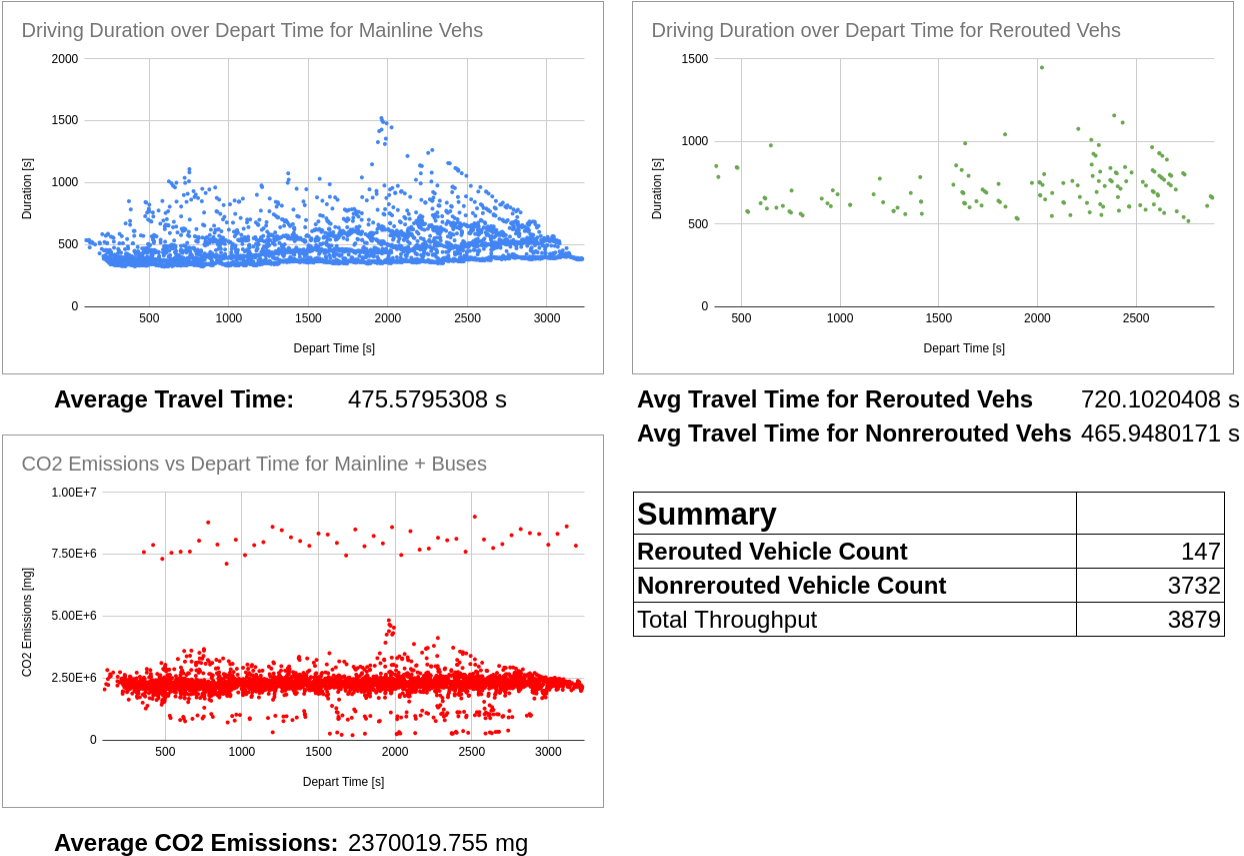 Driving Duration over Depart Time for Mainline Vehs
2000
1500
1000
500
0
Duration [s]
500 1000 1500 2000 2500 3000
Depart Time [s]
Average Travel Time: 475.5795308 s
Driving Duration over Depart Time for Rerouted Vehs
1500
1000
500
0
Duration [s]
500 1000 1500 2000 2500
Depart Time [s]
Avg Travel Time for Rerouted Vehs 720.1020408 s
Avg Travel Time for Nonrerouted Vehs 465.9480171 s
CO2 Emissions vs Depart Time for Mainline + Buses
1.00E+7
7.50E+6
5.00E+6
2.50E+6
0
CO2 Emissions [mg]
500 1000 1500 2000 2500 3000
Depart Time [s]
Average CO2 Emissions: 2370019.755 mg
Summary
Rerouted Vehicle Count 147
Nonrerouted Vehicle Count 3732
Total Throughput 3879